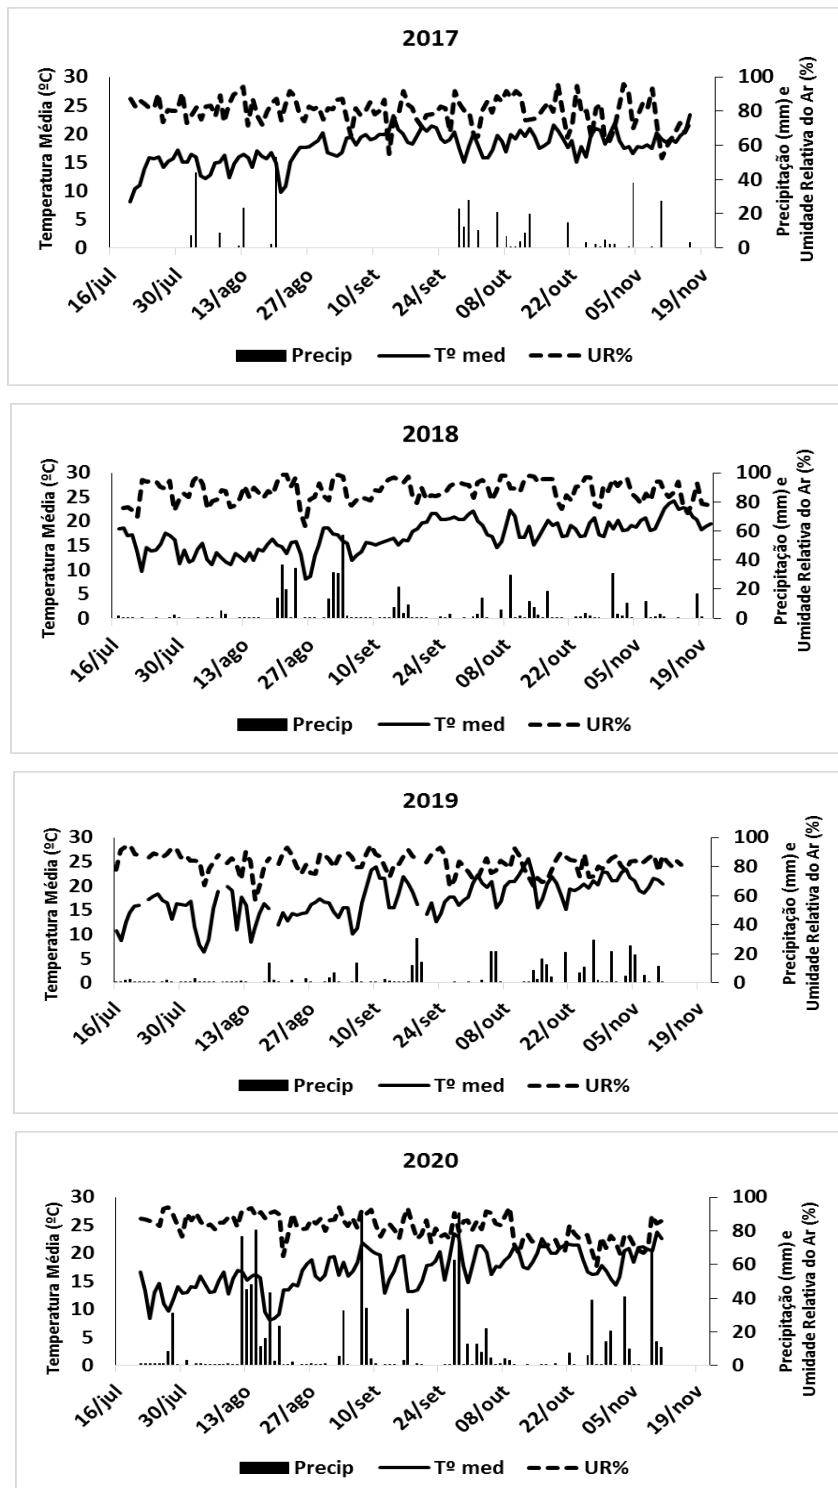 2017
Temperatura Média (ºC)
30
25
20
15
10
5
0
100
80
60
40
20
0
Precipitação (mm) e
Umidade Relativa do Ar (%)
16/jul 30/jul 13/ago 27/ago 10/set 24/set 08/out 22/out 05/nov 19/nov
Precip Tº med UR%
2018
Temperatura Média (ºC)
30
25
20
15
10
5
0
100
80
60
40
20
0
Precipitação (mm) e
Umidade Relativa do Ar (%)
16/jul 30/jul 13/ago 27/ago 10/set 24/set 08/out 22/out 05/nov 19/nov
Precip Tº med UR%
2019
Temperatura Média (ºC)
30
25
20
15
10
5
0
100
80
60
40
20
0
Precipitação (mm) e
Umidade Relativa do Ar (%)
16/jul 30/jul 13/ago 27/ago 10/set 24/set 08/out 22/out 05/nov 19/nov
Precip Tº med UR%
2020
Temperatura Média (ºC)
30
25
20
15
10
5
0
100
80
60
40
20
0
Precipitação (mm) e
Umidade Relativa do Ar (%)
16/jul 30/jul 13/ago 27/ago 10/set 24/set 08/out 22/out 05/nov 19/nov
Precip Tº med UR%